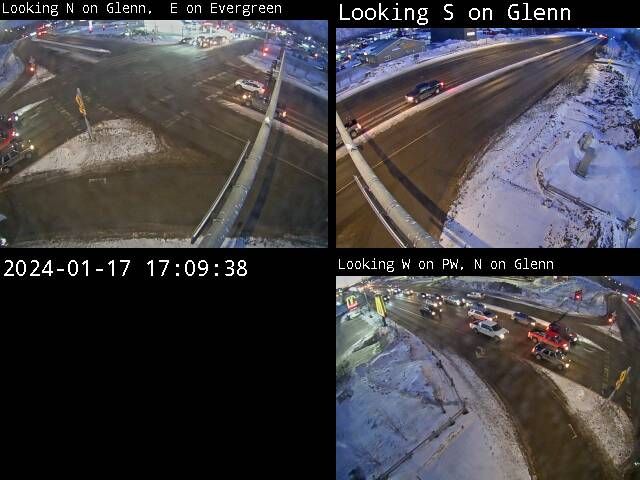 Looking N on Glenn,  E on Evergreen
Looking S on Glenn
2024-01-17 17:09:38
Looking W on PW, N on Glenn